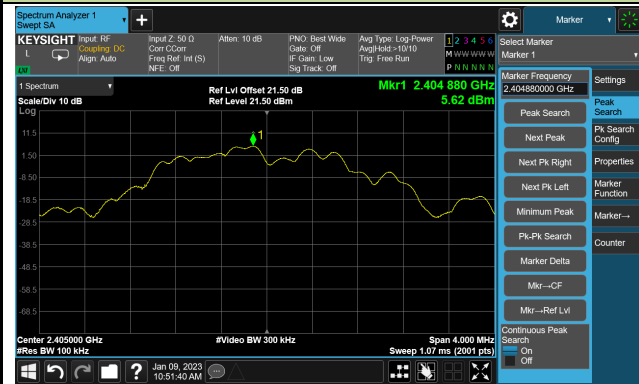 Spectrum Analyzer 1
Swept SA
KEYSIGHT
L
Input: RF
Coupling: DC
Align: Auto
Input Z: 50 Ω
Corr CCorr
Freq Ref: Int (S)
NFE: Off
Atten: 10 dB
PNO: Best Wide
Gate: Off
IF Gain: Low
Sig Track: Off
Avg Type: Log-Power
Avg|Hold:>10/10
Trig: Free Run
1 2 3 4 5 6
M W W W W W
P N N N N N
1 Spectrum
Scale/Div 10 dB
Ref Lvl Offset 21.50 dB
Ref Level 21.50 dBm
Mkr1 2.404 880 GHz
5.62 dBm
Log
1
11.5
1.50
-8.50
-18.5
-28.5
-38.5
-48.5
-58.5
-68.5
Center 2.405000 GHz
#Res BW 100 kHz
#Video BW 300 kHz
Span 4.000 MHz
Sweep 1.07 ms (2001 pts)
?
Jan 09, 2023
10:51:40 AM
Marker
Select Marker
Marker 1
Marker Frequency
2.404880000 GHz
Peak Search
Next Peak
Next Pk Right
Next Pk Left
Minimum Peak
Pk-Pk Search
Marker Delta
Mkr→CF
Mkr→Ref Lvl
Continuous Peak
Search
On
Off
Settings
Peak
Search
Pk Search
Config
Properties
Marker
Function
Marker→
Counter